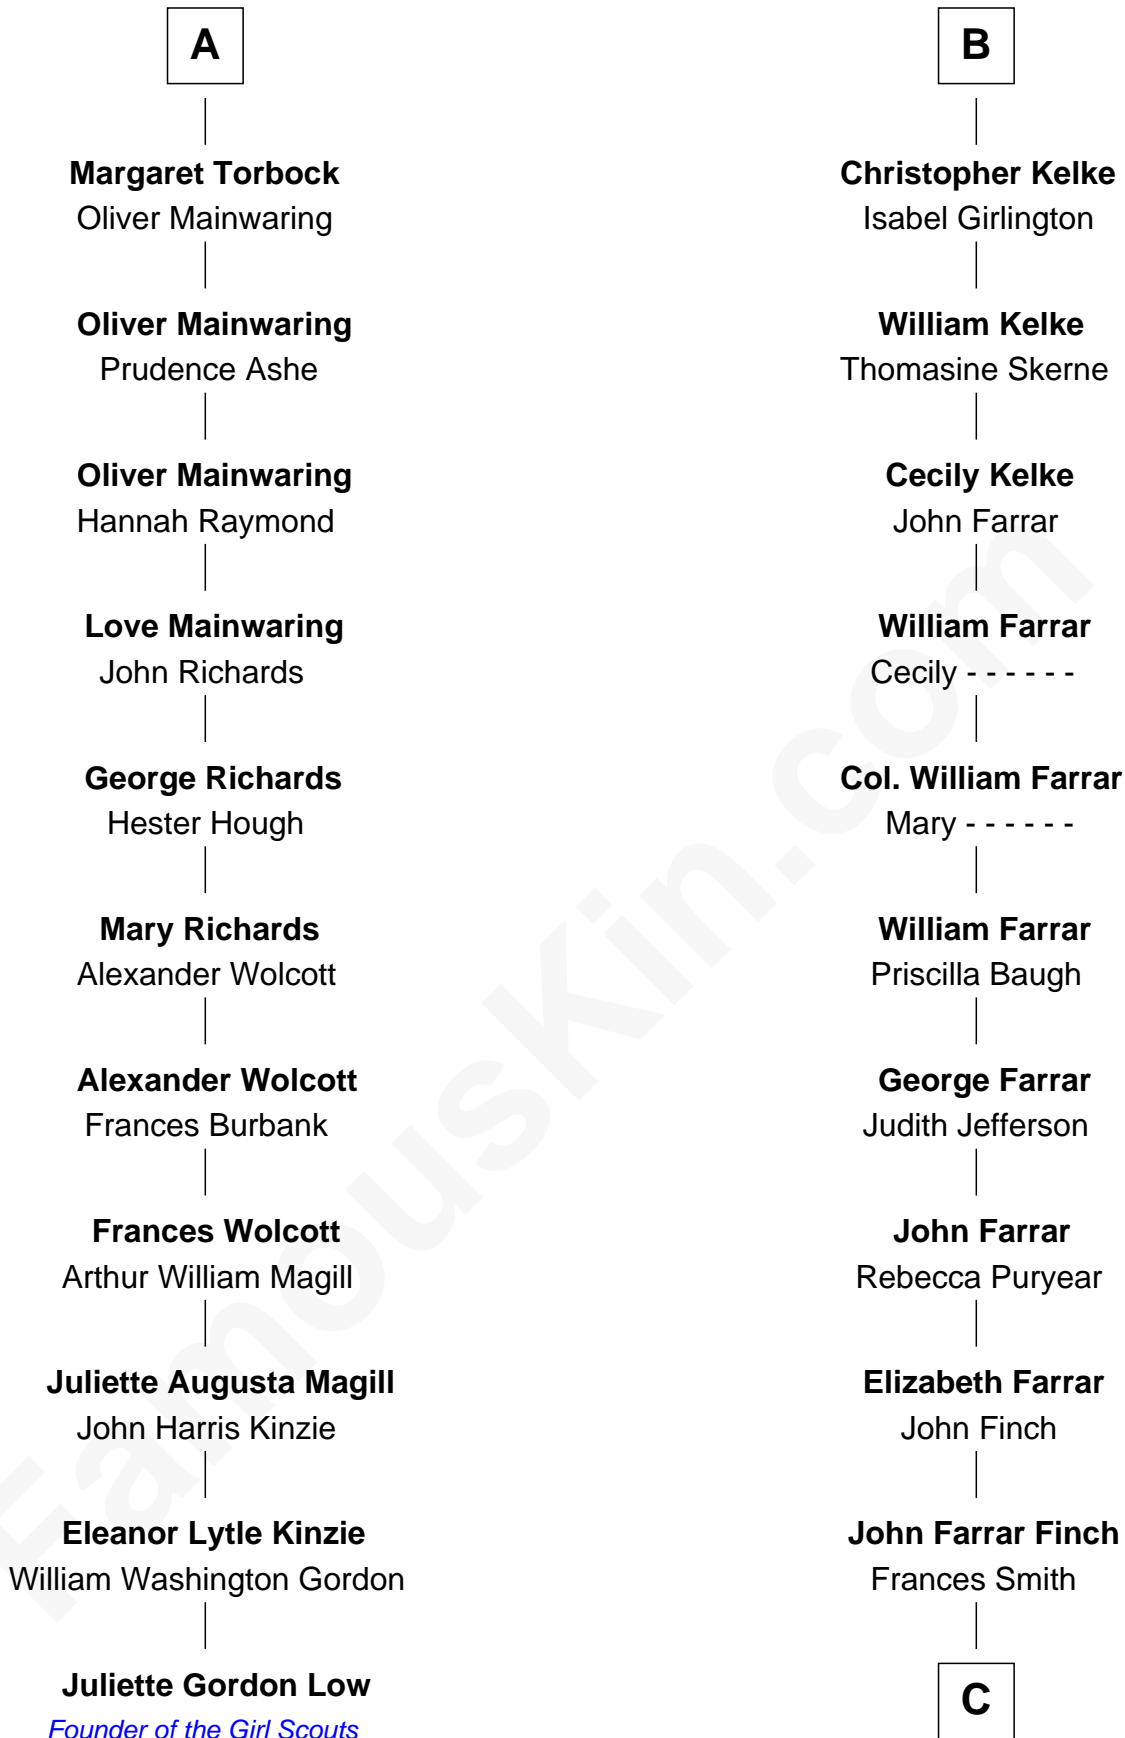 A
Margaret Torbock
Oliver Mainwaring
Oliver Mainwaring
Prudence Ashe
Oliver Mainwaring
Hannah Raymond
Love Mainwaring
John Richards
George Richards
Hester Hough
Mary Richards
Alexander Wolcott
Alexander Wolcott
Frances Burbank
Frances Wolcott
Arthur William Magill
Juliette Augusta Magill
John Harris Kinzie
Eleanor Lytle Kinzie
William Washington Gordon
Juliette Gordon Low
Founder of the Girl Scouts
B
Christopher Kelke
Isabel Girlington
William Kelke
Thomasine Skerne
Cecily Kelke
John Farrar
William Farrar
Cecily - - - - - -
Col. William Farrar
Mary - - - - - -
William Farrar
Priscilla Baugh
George Farrar
Judith Jefferson
John Farrar
Rebecca Puryear
Elizabeth Farrar
John Finch
John Farrar Finch
Frances Smith
C
FamousKin.com